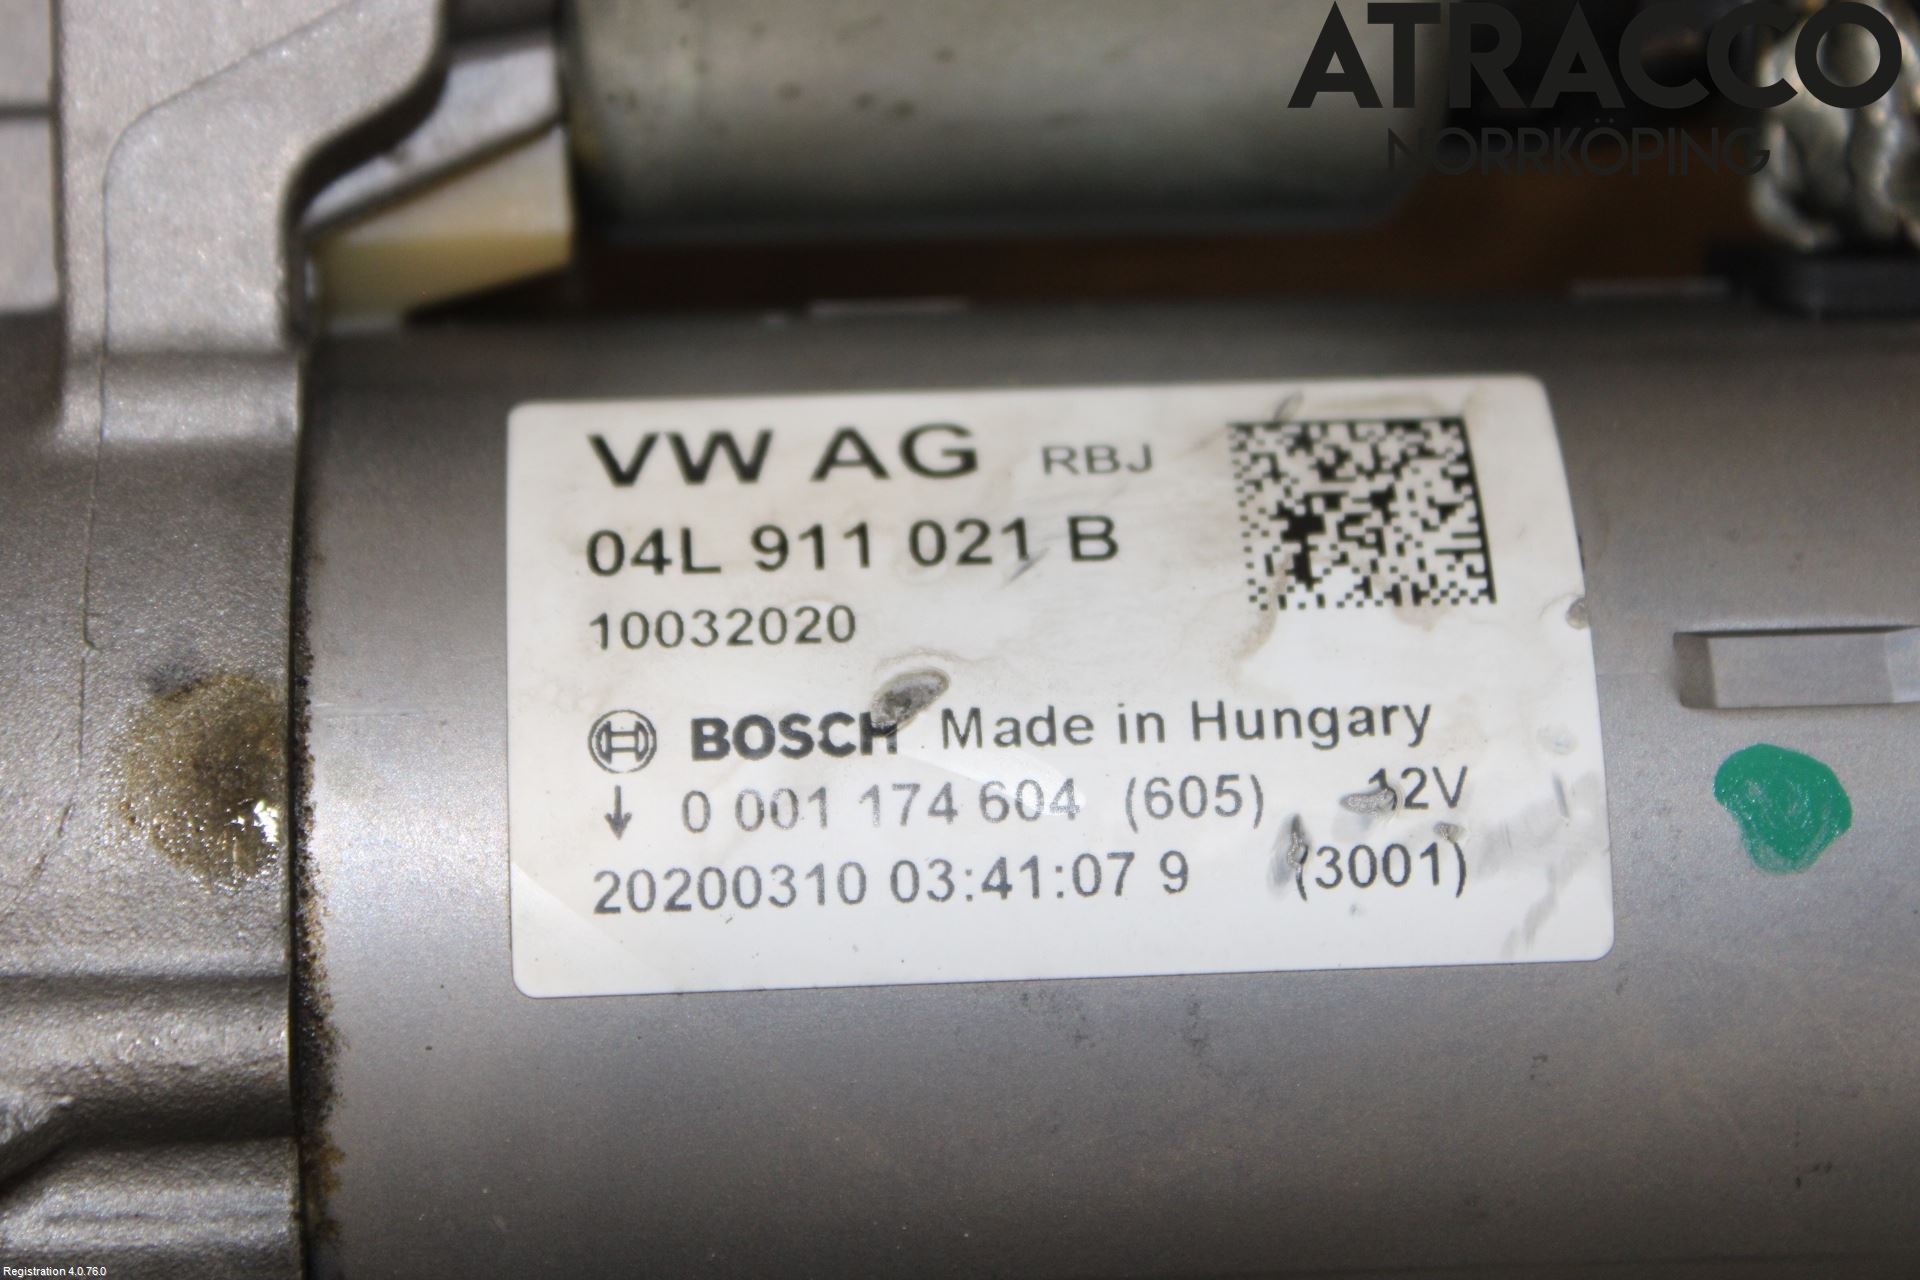 ATRACCO
NORRKÖPING
VW AG RBJ
04L 911 021 B
10032020
BOSCH Made in Hungary
↓ 0 001 174 604 (605) 12V
20200310 03:41:07 9 (3001)
Registration 4.0.76.0